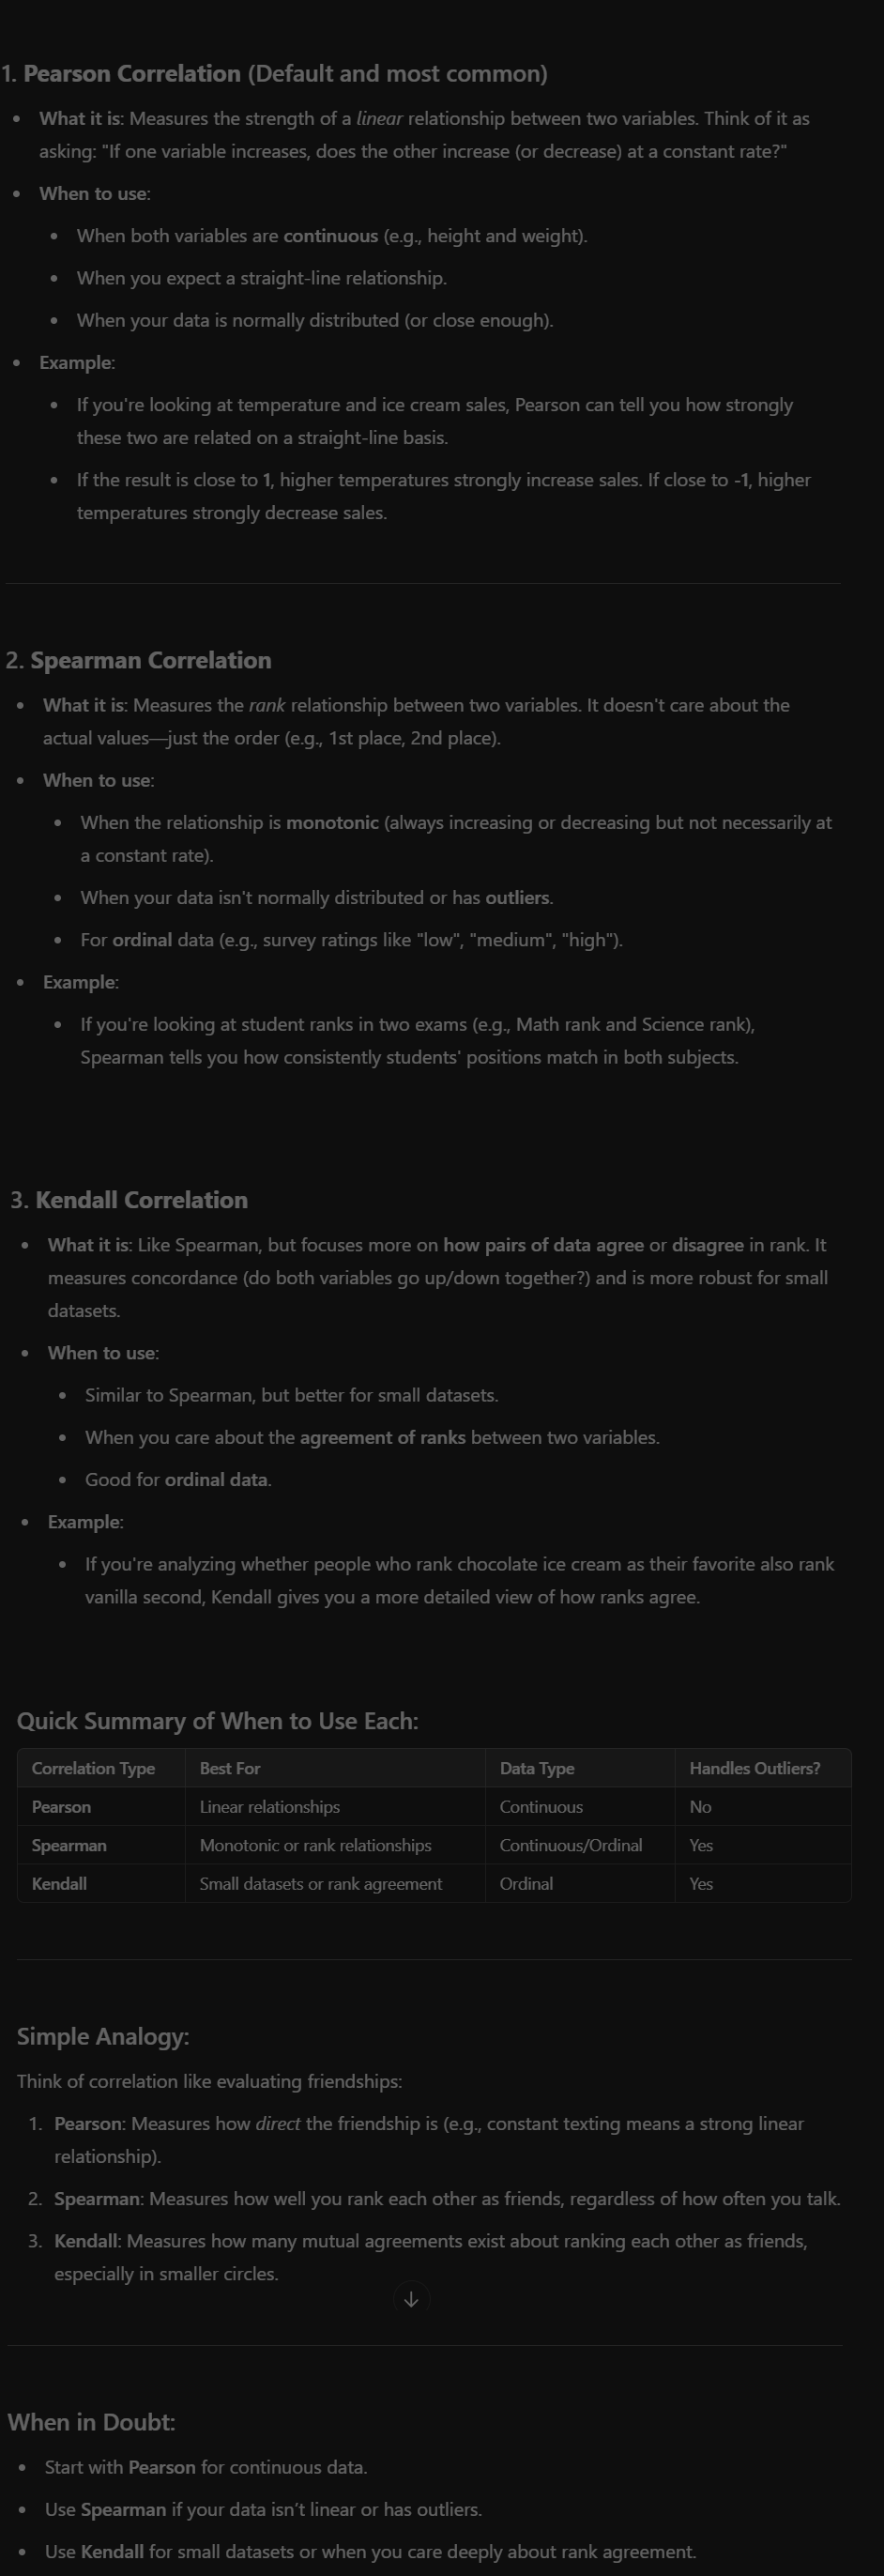 1. Pearson Correlation (Default and most common)
• What it is: Measures the strength of a linear relationship between two variables. Think of it as
asking: "If one variable increases, does the other increase (or decrease) at a constant rate?"
• When to use:
• When both variables are continuous (e.g., height and weight).
• When you expect a straight-line relationship.
• When your data is normally distributed (or close enough).
• Example:
• If you're looking at temperature and ice cream sales, Pearson can tell you how strongly
these two are related on a straight-line basis.
• If the result is close to 1, higher temperatures strongly increase sales. If close to -1, higher
temperatures strongly decrease sales.
2. Spearman Correlation
• What it is: Measures the rank relationship between two variables. It doesn't care about the
actual values—just the order (e.g., 1st place, 2nd place).
• When to use:
• When the relationship is monotonic (always increasing or decreasing but not necessarily at
a constant rate).
• When your data isn't normally distributed or has outliers.
• For ordinal data (e.g., survey ratings like "low", "medium", "high").
• Example:
• If you're looking at student ranks in two exams (e.g., Math rank and Science rank),
Spearman tells you how consistently students' positions match in both subjects.
3. Kendall Correlation
• What it is: Like Spearman, but focuses more on how pairs of data agree or disagree in rank. It
measures concordance (do both variables go up/down together?) and is more robust for small
datasets.
• When to use:
• Similar to Spearman, but better for small datasets.
• When you care about the agreement of ranks between two variables.
• Good for ordinal data.
• Example:
• If you're analyzing whether people who rank chocolate ice cream as their favorite also rank
vanilla second, Kendall gives you a more detailed view of how ranks agree.
Quick Summary of When to Use Each:
Correlation Type Best For Data Type Handles Outliers?
Pearson Linear relationships Continuous No
Spearman Monotonic or rank relationships Continuous/Ordinal Yes
Kendall Small datasets or rank agreement Ordinal Yes
Simple Analogy:
Think of correlation like evaluating friendships:
1. Pearson: Measures how direct the friendship is (e.g., constant texting means a strong linear
relationship).
2. Spearman: Measures how well you rank each other as friends, regardless of how often you talk.
3. Kendall: Measures how many mutual agreements exist about ranking each other as friends,
especially in smaller circles.
When in Doubt:
• Start with Pearson for continuous data.
• Use Spearman if your data isn’t linear or has outliers.
• Use Kendall for small datasets or when you care deeply about rank agreement.